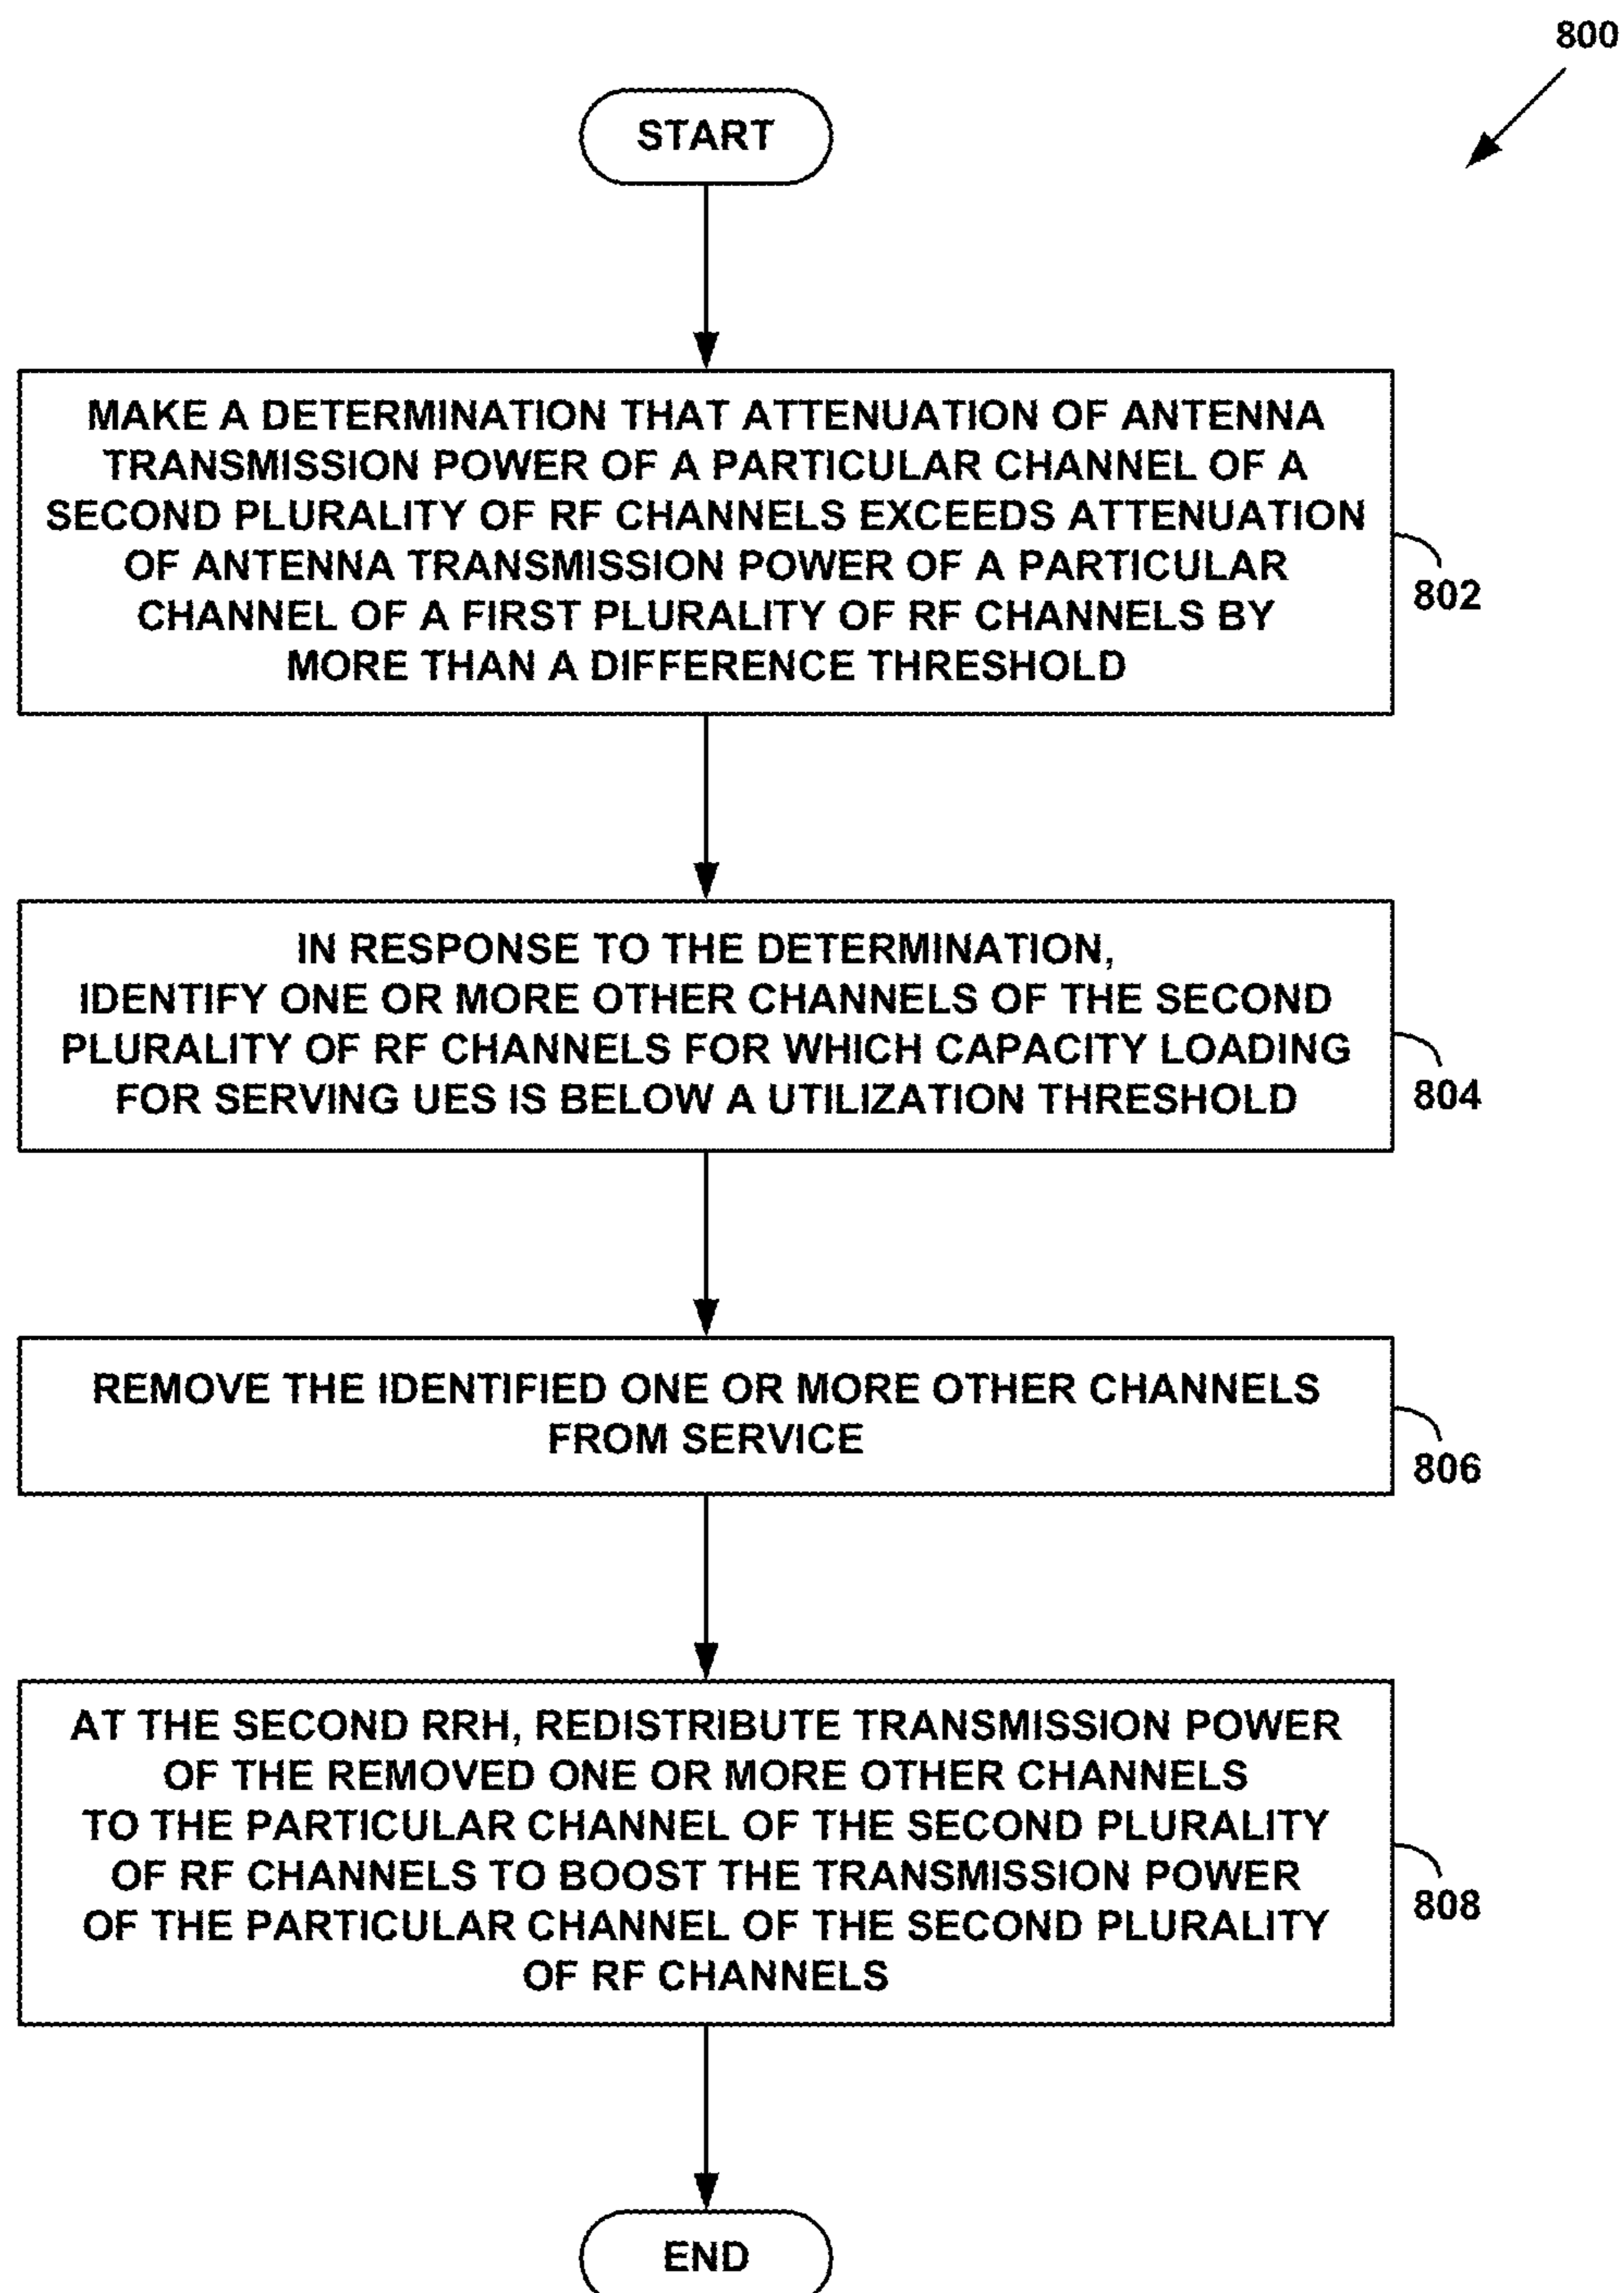 800
START
MAKE A DETERMINATION THAT ATTENUATION OF ANTENNA
TRANSMISSION POWER OF A PARTICULAR CHANNEL OF A
SECOND PLURALITY OF RF CHANNELS EXCEEDS ATTENUATION
OF ANTENNA TRANSMISSION POWER OF A PARTICULAR
CHANNEL OF A FIRST PLURALITY OF RF CHANNELS BY
MORE THAN A DIFFERENCE THRESHOLD
802
IN RESPONSE TO THE DETERMINATION,
IDENTIFY ONE OR MORE OTHER CHANNELS OF THE SECOND
PLURALITY OF RF CHANNELS FOR WHICH CAPACITY LOADING
FOR SERVING UES IS BELOW A UTILIZATION THRESHOLD
804
REMOVE THE IDENTIFIED ONE OR MORE OTHER CHANNELS
FROM SERVICE
806
AT THE SECOND RRH, REDISTRIBUTE TRANSMISSION POWER
OF THE REMOVED ONE OR MORE OTHER CHANNELS
TO THE PARTICULAR CHANNEL OF THE SECOND PLURALITY
OF RF CHANNELS TO BOOST THE TRANSMISSION POWER
OF THE PARTICULAR CHANNEL OF THE SECOND PLURALITY
OF RF CHANNELS
808
END